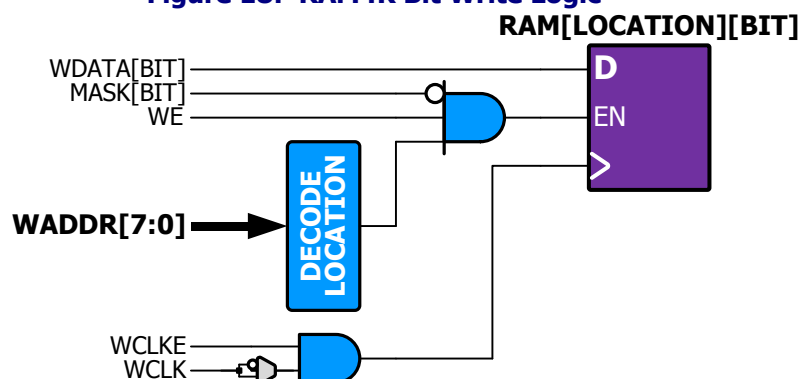 RAM[LOCATION][BIT]
WDATA[BIT]
MASK[BIT]
WE
D
EN
DECODE
LOCATION
WADDR[7:0]
WCLKE
WCLK